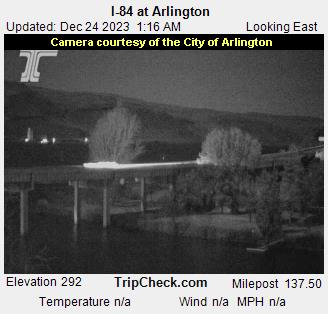 I-84 at Arlington
Updated: Dec 24 2023 1:16 AM Looking East
Camera courtesy of the City of Arlington
Elevation 292 TripCheck.com Milepost 137.50
Temperature n/a Wind n/a MPH n/a